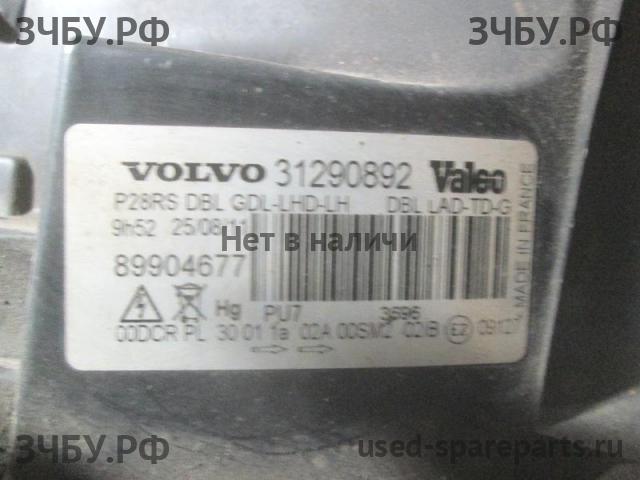 ЗЧБУ.РФ ЗЧБУ.РФ
VOLVO 31290892 Valeo
P28RS DBL GDL-LHD-LH DBL LAD-TD-G
9h52 25/08/11
Нет в наличи
89904677
MADE IN FRANCE
Hg PU7 3696
00DCR PL 30 01 1a 02A 00SM2 02B E2
ЗЧБУ.РФ used-spareparts.ru